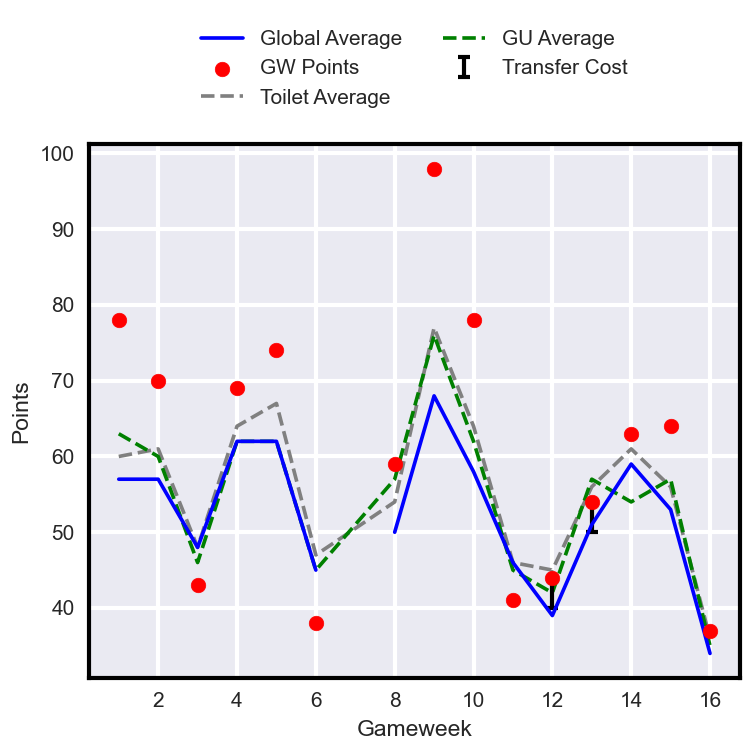 Global Average
GW Points
Toilet Average
GU Average
Transfer Cost
100
90
80
70
60
50
40
Points
2 4 6 8 10 12 14 16
Gameweek